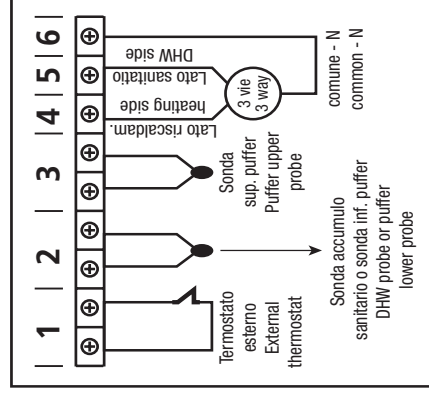 1 2 3 4 5 6
Termostato
esterno
External
thermostat
Sonda accumulo
sanitario o sonda inf. puffer
DHW probe or puffer
lower probe
Sonda
sup. puffer
Puffer upper
probe
Lato riscaldam.
heating side
Lato sanitatio
DHW side
3 vie
3 way
comune - N
common - N